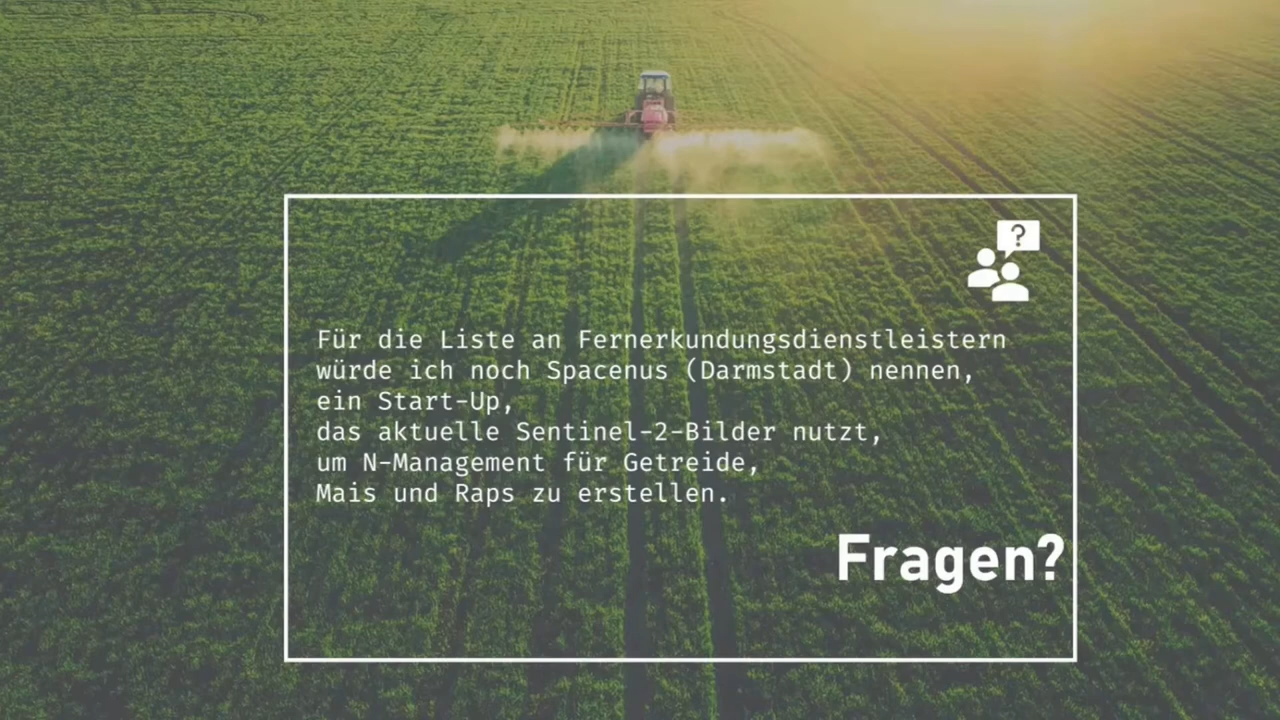 ?
Für die Liste an Fernerkundungsdienstleistern
würde ich noch Spacenus (Darmstadt) nennen,
ein Start-Up,
das aktuelle Sentinel-2-Bilder nutzt,
um N-Management für Getreide,
Mais und Raps zu erstellen.
Fragen?